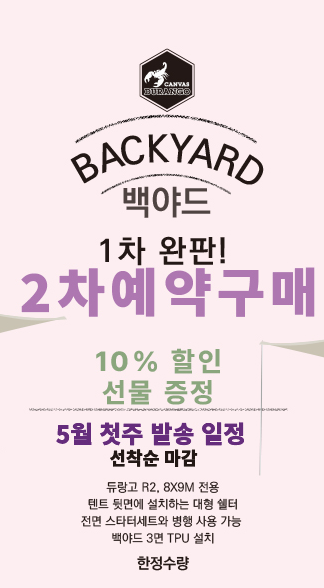 CANVAS
DURANGO
BACKYARD
백야드
1차 완판!
2차예약구매
10% 할인
선물 증정
5월 첫주 발송 일정
선착순 마감
듀랑고 R2, 8X9M 전용
텐트 뒷면에 설치하는 대형 쉘터
전면 스타터세트와 병행 사용 가능
백야드 3면 TPU 설치
한정수량